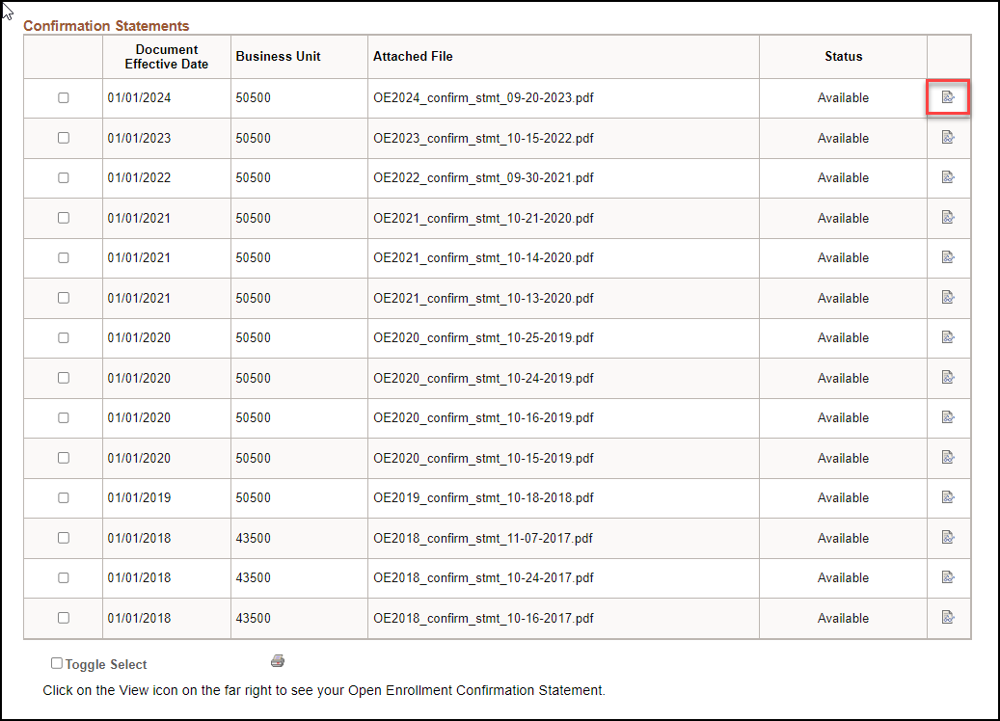 Confirmation Statements
Document
Effective Date Business Unit Attached File Status
01/01/2024 50500 OE2024_confirm_stmt_09-20-2023.pdf Available
01/01/2023 50500 OE2023_confirm_stmt_10-15-2022.pdf Available
01/01/2022 50500 OE2022_confirm_stmt_09-30-2021.pdf Available
01/01/2021 50500 OE2021_confirm_stmt_10-21-2020.pdf Available
01/01/2021 50500 OE2021_confirm_stmt_10-14-2020.pdf Available
01/01/2021 50500 OE2021_confirm_stmt_10-13-2020.pdf Available
01/01/2020 50500 OE2020_confirm_stmt_10-25-2019.pdf Available
01/01/2020 50500 OE2020_confirm_stmt_10-24-2019.pdf Available
01/01/2020 50500 OE2020_confirm_stmt_10-16-2019.pdf Available
01/01/2020 50500 OE2020_confirm_stmt_10-15-2019.pdf Available
01/01/2019 50500 OE2019_confirm_stmt_10-18-2018.pdf Available
01/01/2018 43500 OE2018_confirm_stmt_11-07-2017.pdf Available
01/01/2018 43500 OE2018_confirm_stmt_10-24-2017.pdf Available
01/01/2018 43500 OE2018_confirm_stmt_10-16-2017.pdf Available
Toggle Select
Click on the View icon on the far right to see your Open Enrollment Confirmation Statement.